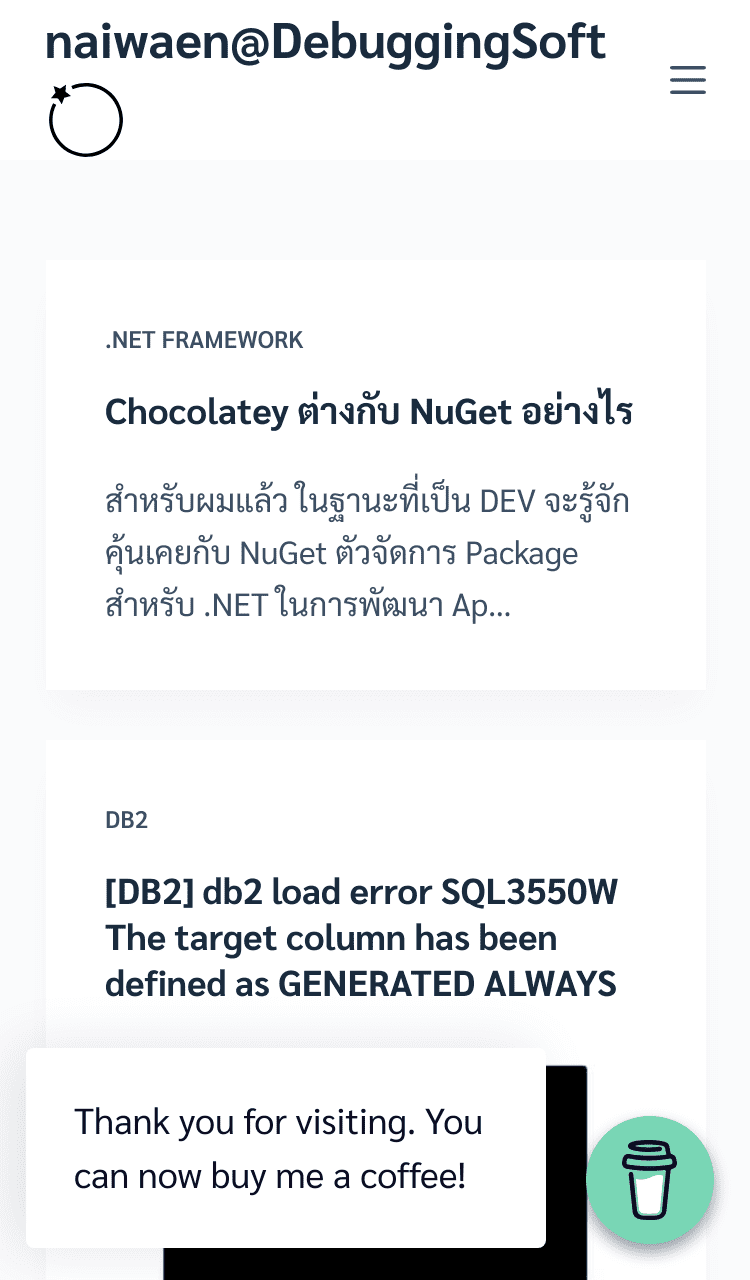 naiwaen@DebuggingSoft
.NET FRAMEWORK
Chocolatey ต่างกับ NuGet อย่างไร
สำหรับผมแล้ว ในฐานะที่เป็น DEV จะรู้จัก
คุ้นเคยกับ NuGet ตัวจัดการ Package
สำหรับ .NET ในการพัฒนา Ap...
DB2
[DB2] db2 load error SQL3550W
The target column has been
defined as GENERATED ALWAYS
Thank you for visiting. You
can now buy me a coffee!